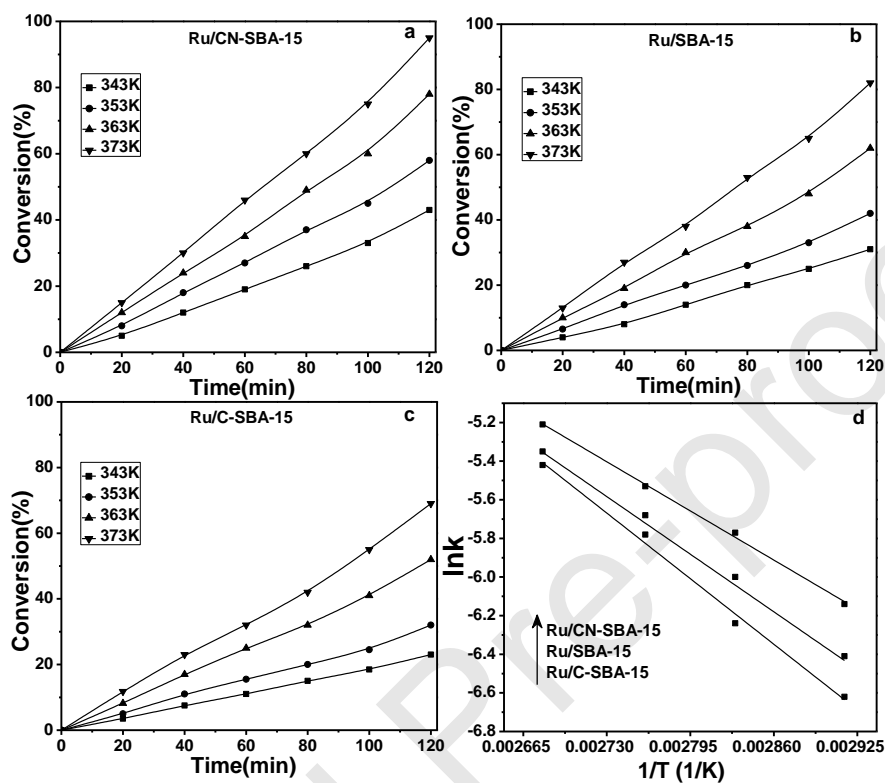 Ru/CN-SBA-15
a
343K
353K
363K
373K
Conversion(%)
100
80
60
40
20
0
0 20 40 60 80 100 120
Time(min)
Ru/SBA-15
b
343K
353K
363K
373K
Conversion(%)
100
80
60
40
20
0
0 20 40 60 80 100 120
Time(min)
Ru/C-SBA-15
c
343K
353K
363K
373K
Conversion(%)
100
80
60
40
20
0
0 20 40 60 80 100 120
Time(min)
d
lnk
-5.2
-5.4
-5.6
-5.8
-6.0
-6.2
-6.4
-6.6
-6.8
Ru/CN-SBA-15
Ru/SBA-15
Ru/C-SBA-15
0.002665 0.002730 0.002795 0.002860 0.002925
1/T (1/K)
Pre-proo